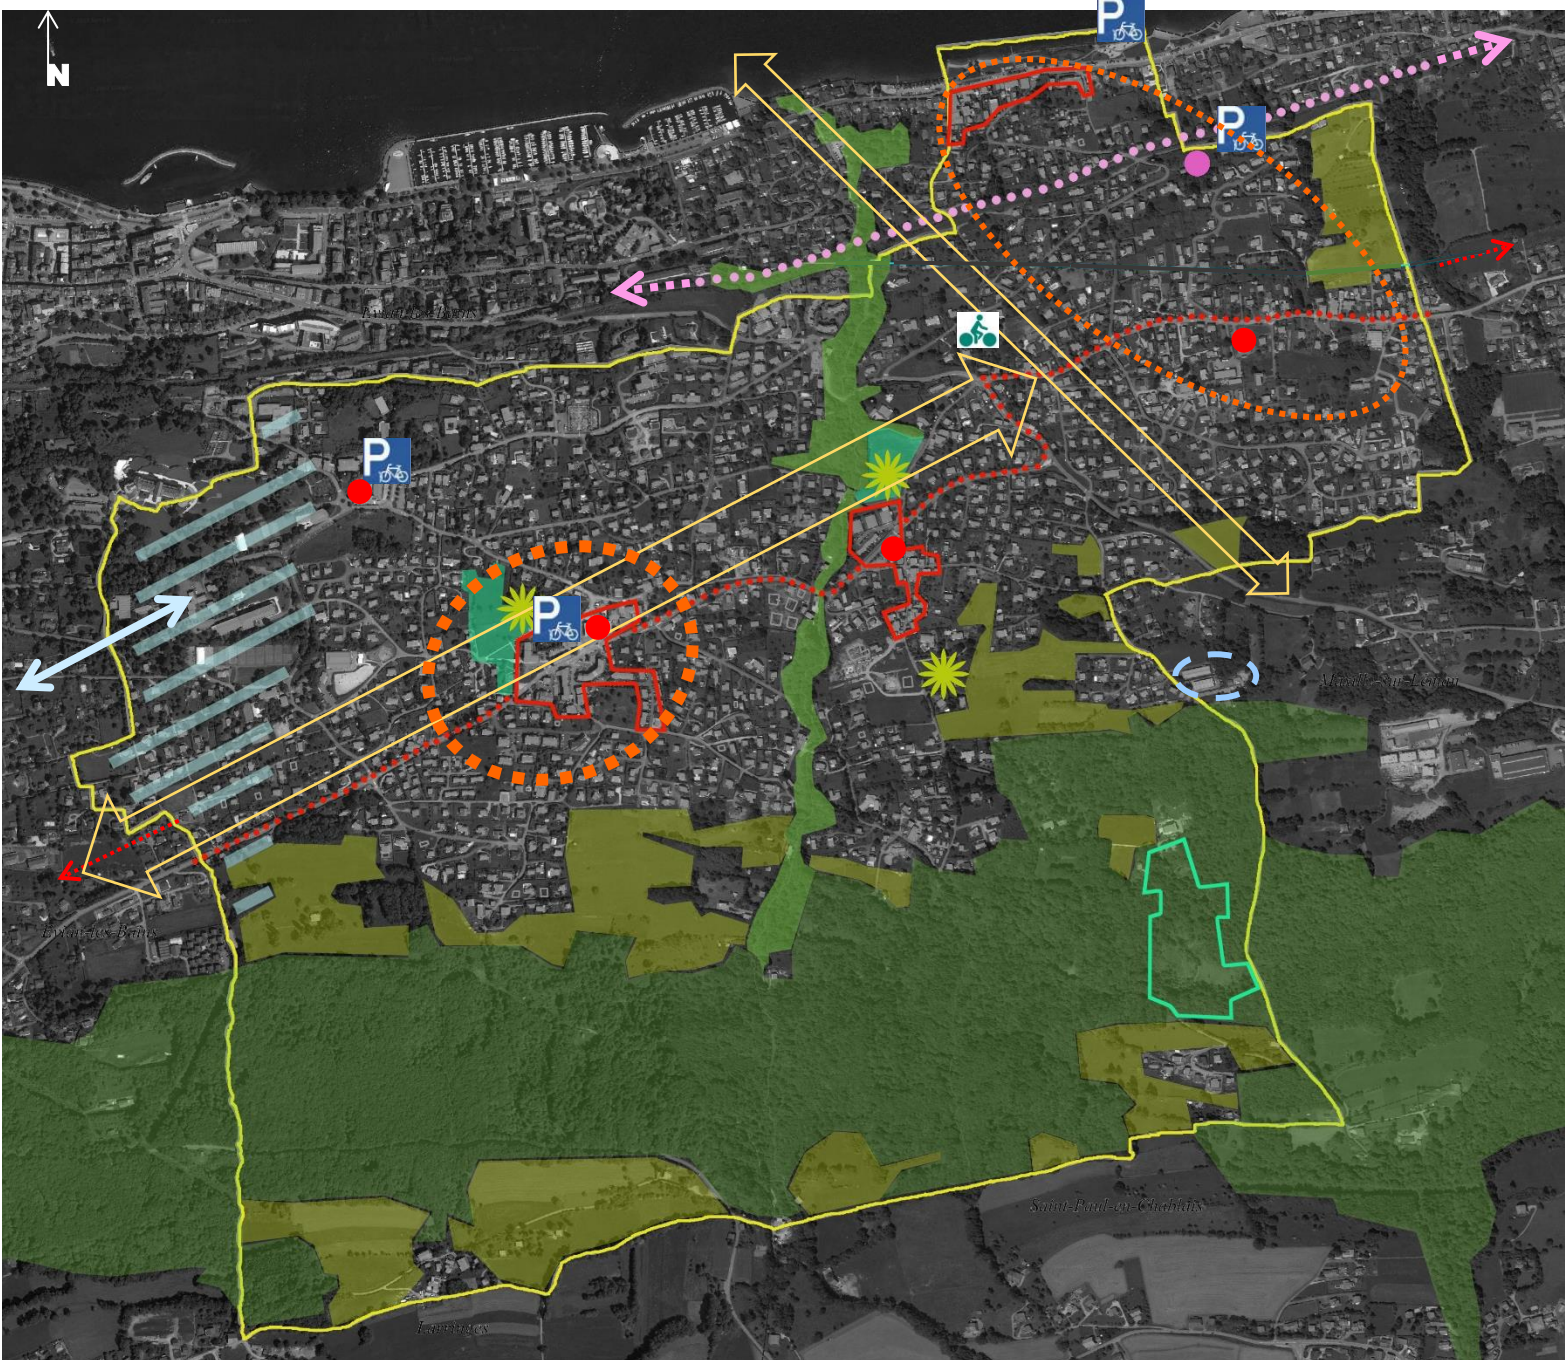 N
P
P
Evian-les-Bains
P
P
Maxilly-sur-Léman
Evian-les-Bains
Saint-Paul-en-Chablais
Larringes